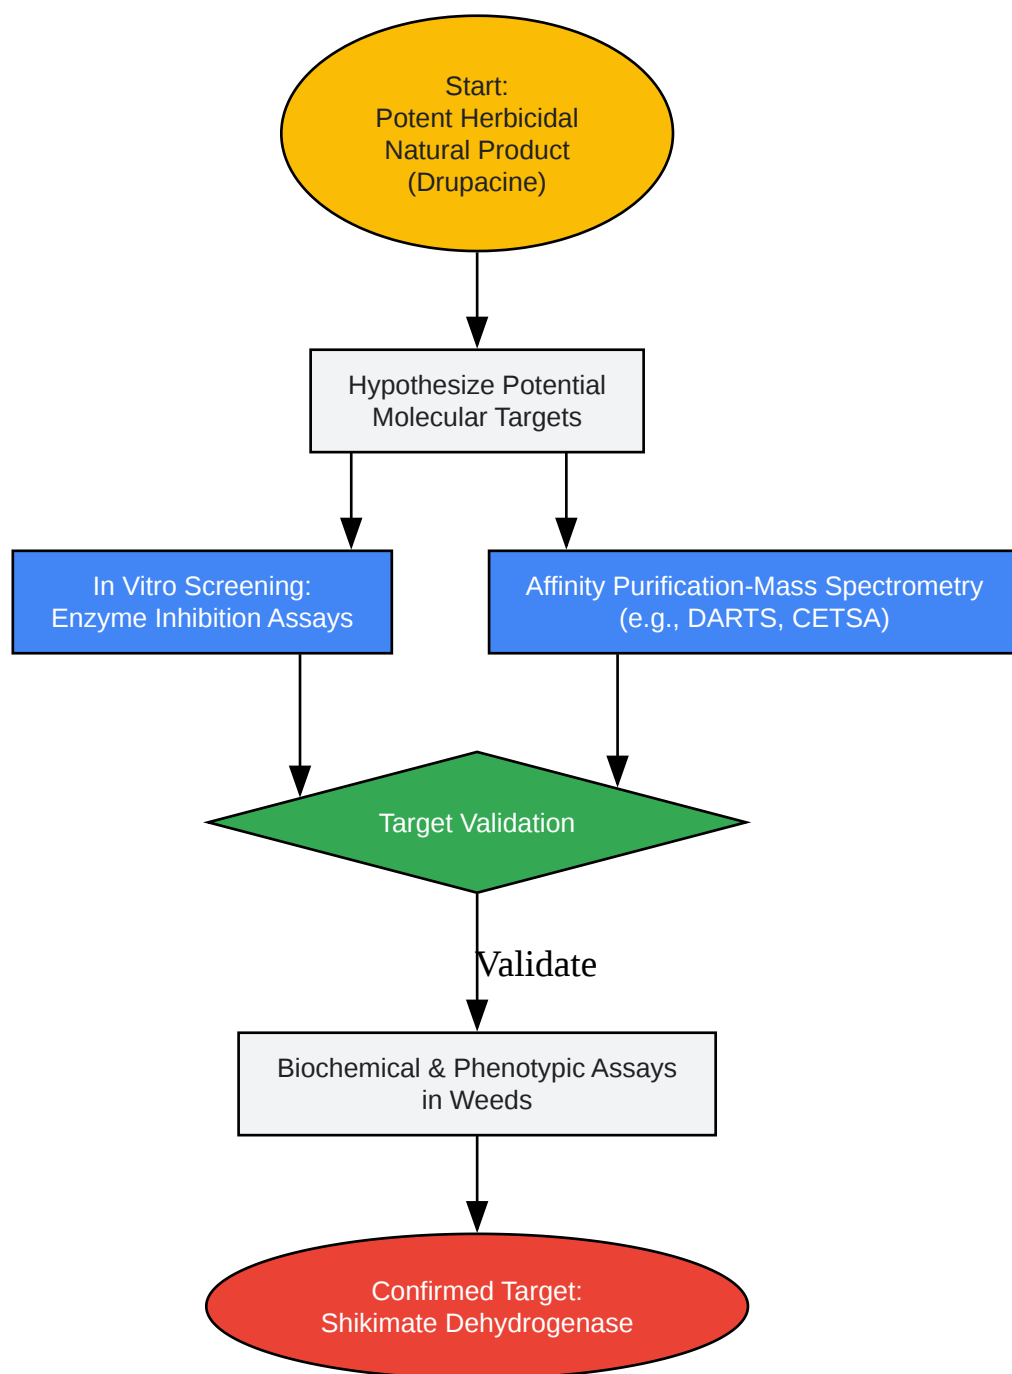 Start:
Potent Herbicidal
Natural Product
(Drupacine)
Hypothesize Potential
Molecular Targets
In Vitro Screening:
Enzyme Inhibition Assays
Affinity Purification-Mass Spectrometry
(e.g., DARTS, CETSA)
Target Validation
Validate
Biochemical & Phenotypic Assays
in Weeds
Confirmed Target:
Shikimate Dehydrogenase